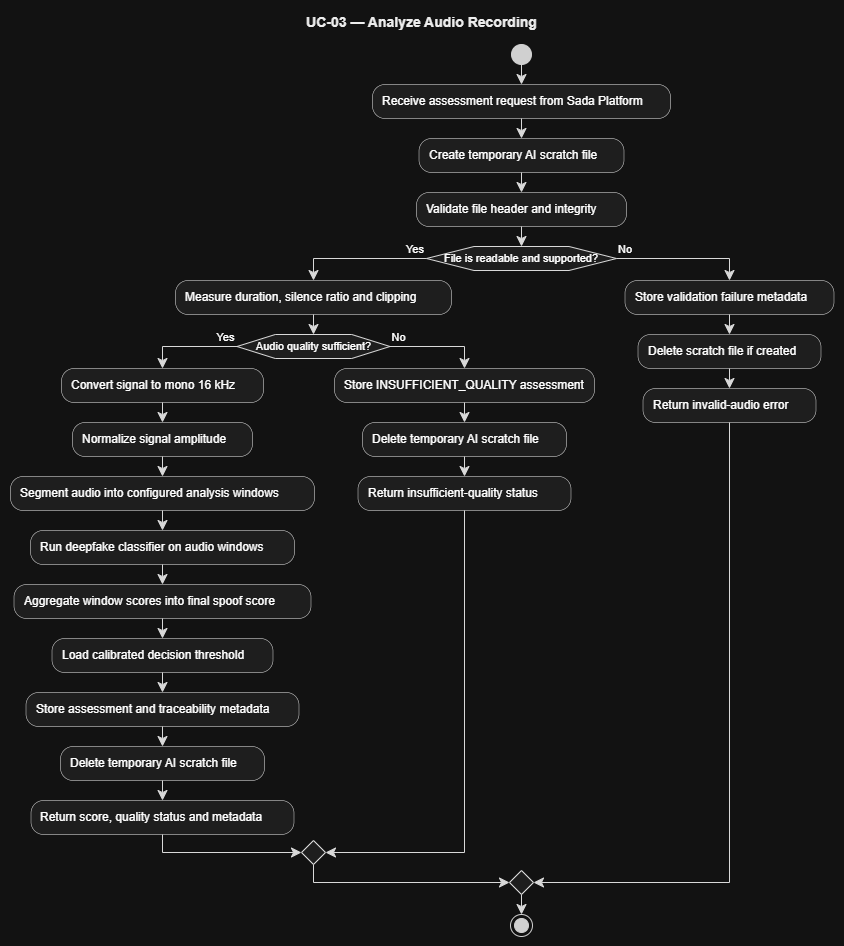 UC-03 — Analyze Audio Recording
Receive assessment request from Sada Platform
Create temporary AI scratch file
Validate file header and integrity
Yes
File is readable and supported?
No
Measure duration, silence ratio and clipping
Store validation failure metadata
Yes
Audio quality sufficient?
No
Delete scratch file if created
Convert signal to mono 16 kHz
Store INSUFFICIENT_QUALITY assessment
Return invalid-audio error
Normalize signal amplitude
Delete temporary AI scratch file
Segment audio into configured analysis windows
Return insufficient-quality status
Run deepfake classifier on audio windows
Aggregate window scores into final spoof score
Load calibrated decision threshold
Store assessment and traceability metadata
Delete temporary AI scratch file
Return score, quality status and metadata